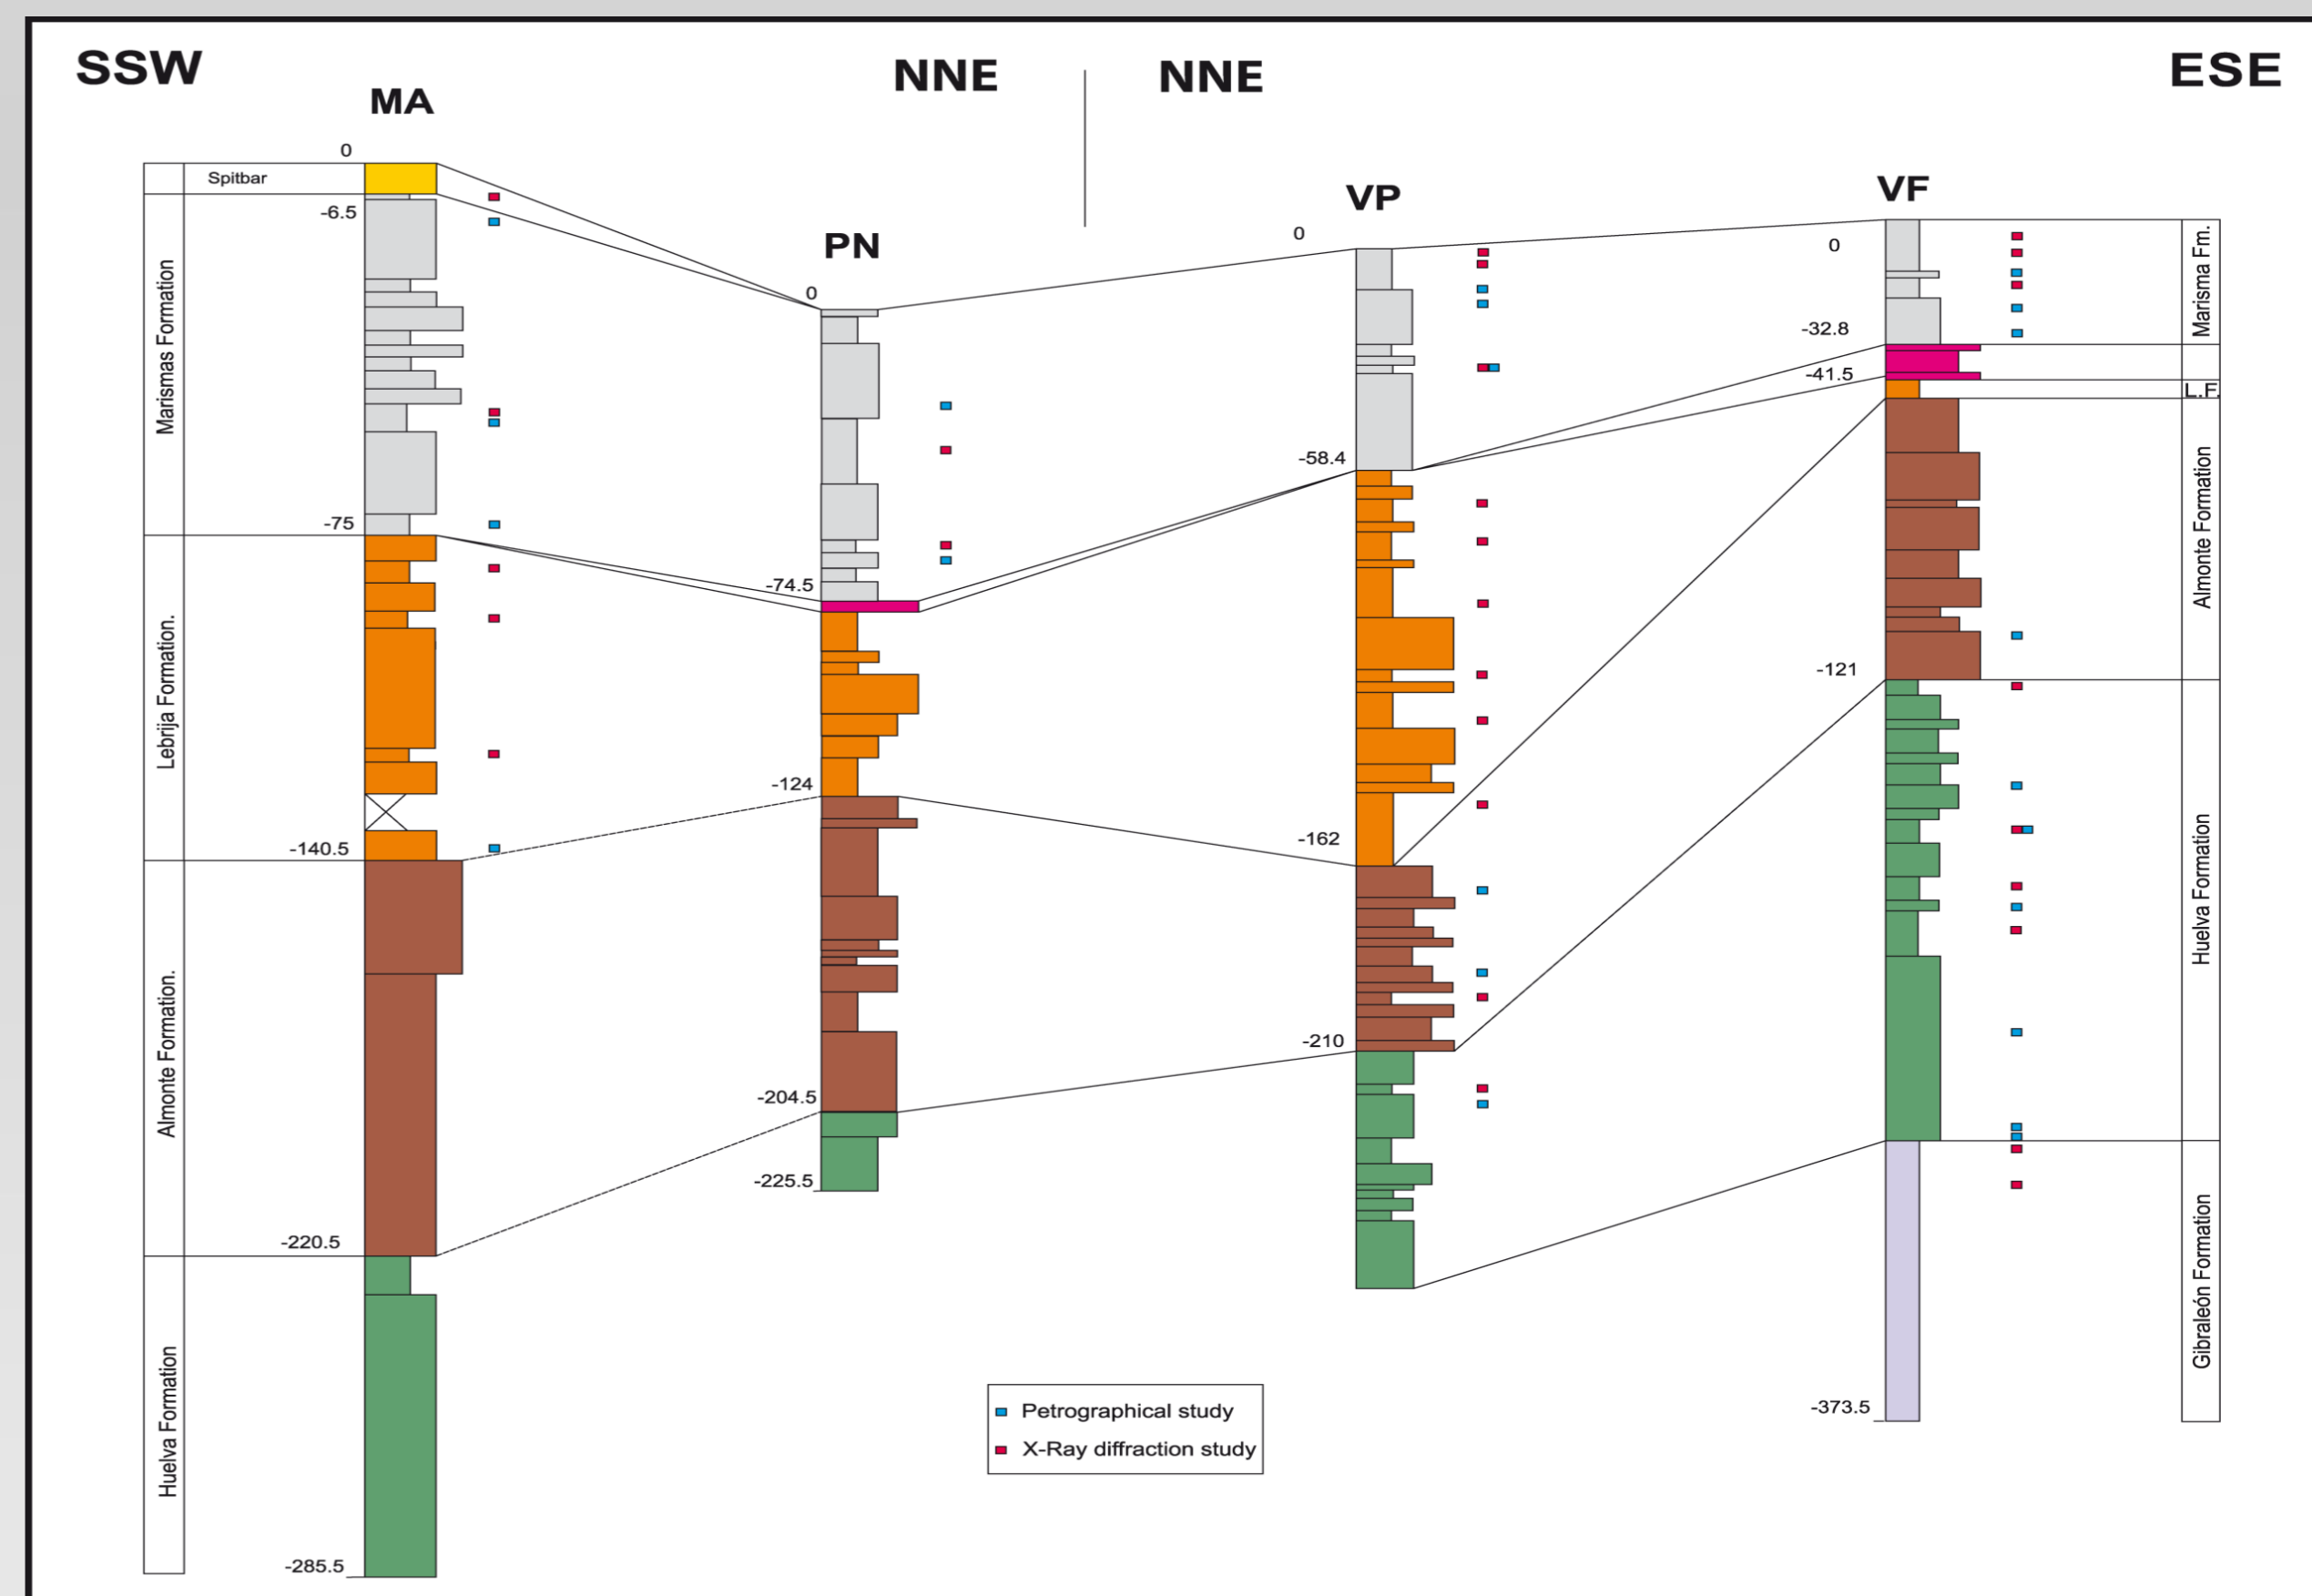 SSW
NNE
NNE
ESE
MA
PN
VP
VF
Spitbar
Marismas Formation
Lebrija Formation.
Almonte Formation.
Huelva Formation
0
-6.5
-75
-140.5
-220.5
-285.5
0
-74.5
-124
-204.5
-225.5
0
-58.4
-162
-210
0
-32.8
-41.5
-121
-373.5
Marisma Fm.
L.F.
Almonte Formation
Huelva Formation
Gibraleón Formation
Petrographical study
X-Ray diffraction study